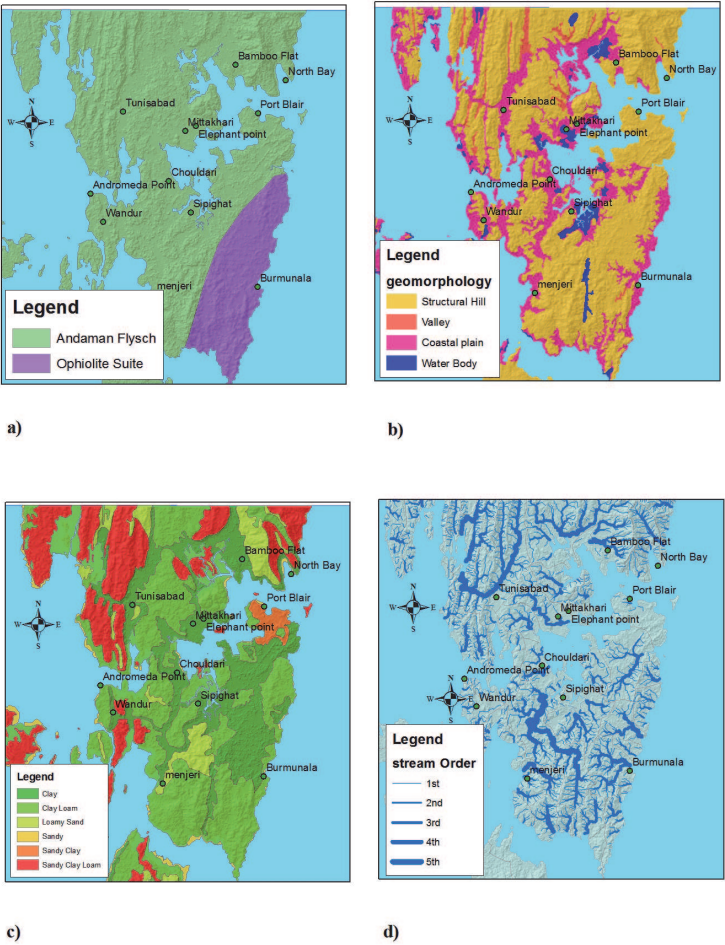 Bamboo Flat
North Bay
Tunisabad
Port Blair
Mittakhari
Elephant point
N
W E
S
Chouldari
Andromeda Point
Sipighat
Wandur
menjeri
Burmunala
Legend
Andaman Flysch
Ophiolite Suite
a)
Bamboo Flat
North Bay
Tunisabad
Port Blair
Mittakhari
Elephant point
N
W E
S
Chouldari
Andromeda Point
Sipighat
Wandur
menjeri
Burmunala
Legend
geomorphology
Structural Hill
Valley
Coastal plain
Water Body
b)
Bamboo Flat
North Bay
Tunisabad
Port Blair
Mittakhari
Elephant point
N
W E
S
Chouldari
Andromeda Point
Sipighat
Wandur
menjeri
Burmunala
Legend
Clay
Clay Loam
Loamy Sand
Sandy
Sandy Clay
Sandy Clay Loam
c)
Bamboo Flat
North Bay
Tunisabad
Port Blair
Mittakhari
Elephant point
N
W E
S
Chouldari
Andromeda Point
N
W E
S
Sipighat
Wandur
menjeri
Burmunala
Legend
stream Order
1st
2nd
3rd
4th
5th
d)